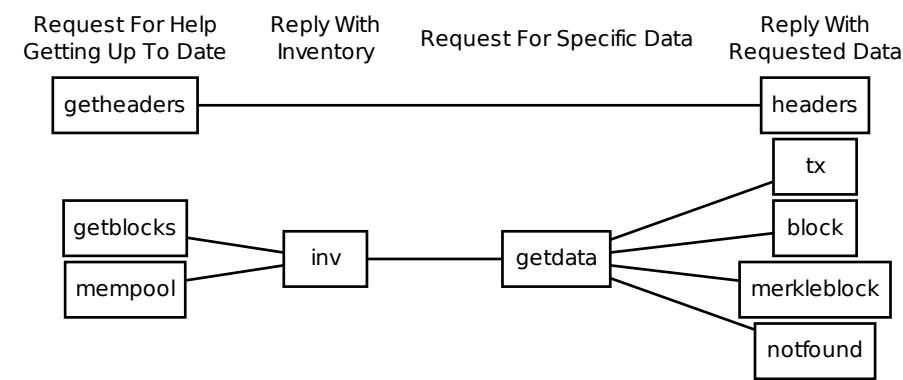 Request For Help
Getting Up To Date
Reply With
Inventory
Request For Specific Data
Reply With
Requested Data
getheaders
headers
tx
getblocks
block
inv
getdata
mempool
merkleblock
notfound